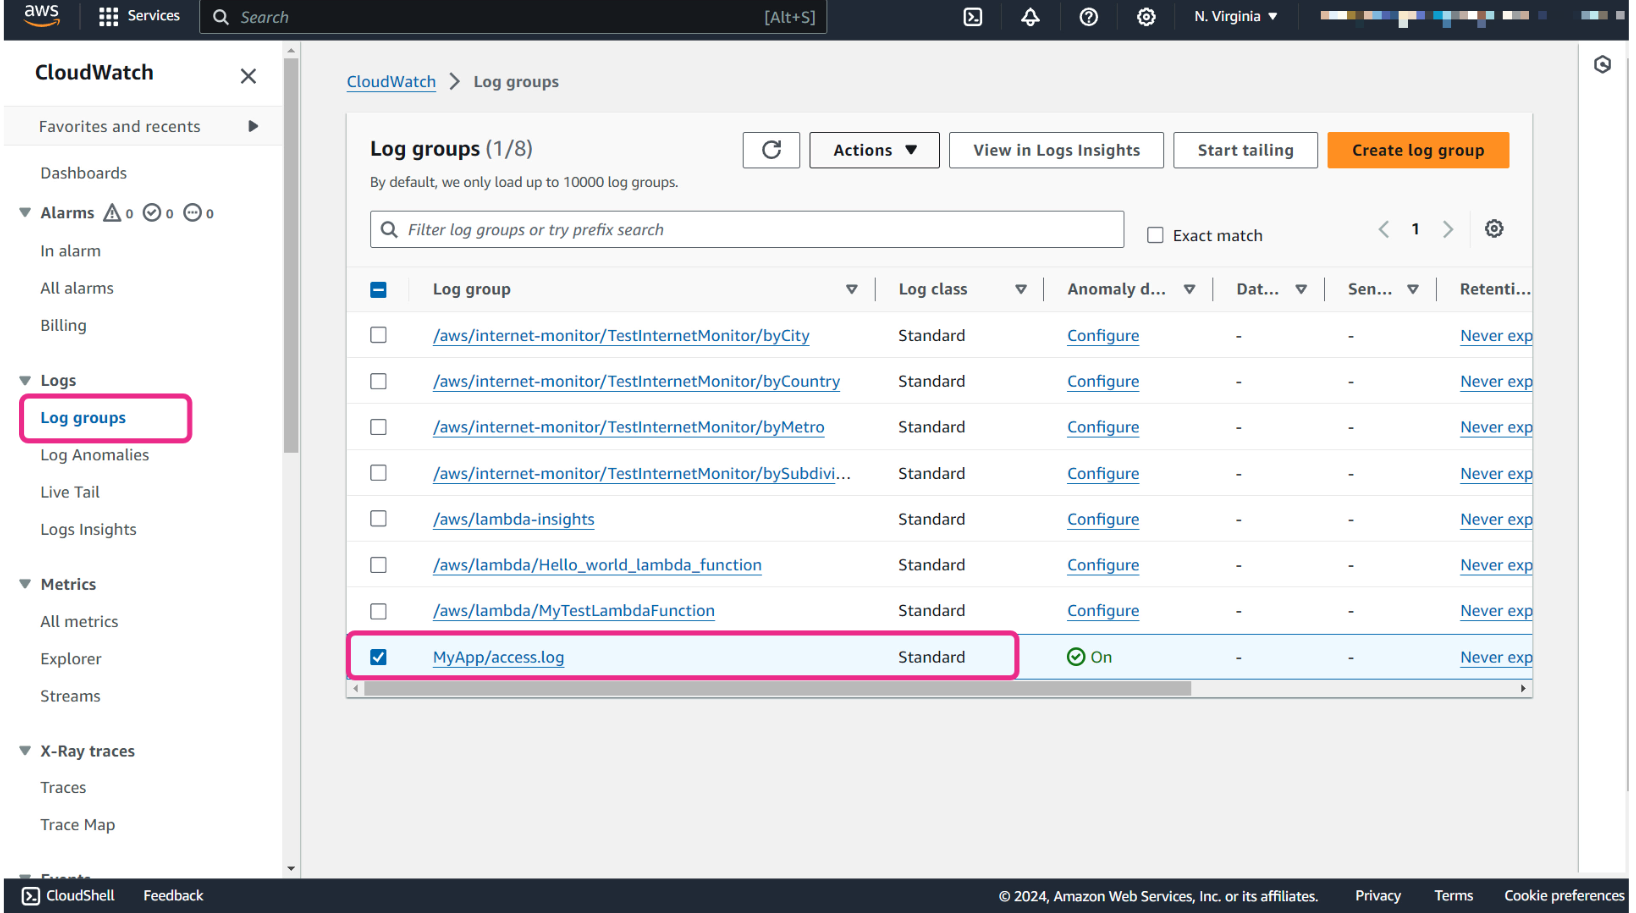 aws
Services
Search
[Alt+S]
N. Virginia
CloudWatch
Favorites and recents
Dashboards
Alarms 0 0 0
In alarm
All alarms
Billing
Logs
Log groups
Log Anomalies
Live Tail
Logs Insights
Metrics
All metrics
Explorer
Streams
X-Ray traces
Traces
Trace Map
Events
CloudWatch > Log groups
Log groups (1/8)
Actions
View in Logs Insights
Start tailing
Create log group
By default, we only load up to 10000 log groups.
Filter log groups or try prefix search
Exact match
1
Log group Log class Anomaly d... Dat... Sen... Retenti...
/aws/internet-monitor/TestInternetMonitor/byCity Standard Configure - - Never exp
/aws/internet-monitor/TestInternetMonitor/byCountry Standard Configure - - Never exp
/aws/internet-monitor/TestInternetMonitor/byMetro Standard Configure - - Never exp
/aws/internet-monitor/TestInternetMonitor/bySubdivi... Standard Configure - - Never exp
/aws/lambda-insights Standard Configure - - Never exp
/aws/lambda/Hello_world_lambda_function Standard Configure - - Never exp
/aws/lambda/MyTestLambdaFunction Standard Configure - - Never exp
MyApp/access.log Standard On - - Never exp
CloudShell
Feedback
© 2024, Amazon Web Services, Inc. or its affiliates.
Privacy
Terms
Cookie preferences